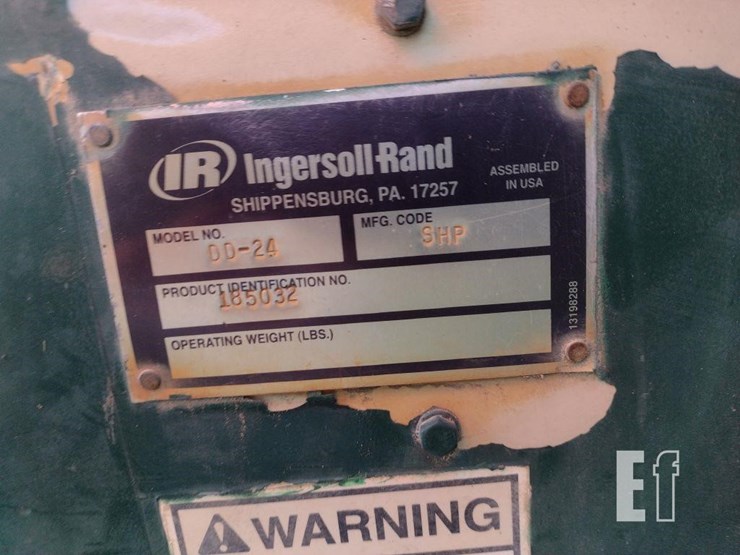 IR Ingersoll-Rand
SHIPPENSBURG, PA. 17257
ASSEMBLED
IN USA
MODEL NO.
DD-24
MFG. CODE
SHP
PRODUCT IDENTIFICATION NO.
185032
OPERATING WEIGHT (LBS.)
13198288
WARNING
Ef